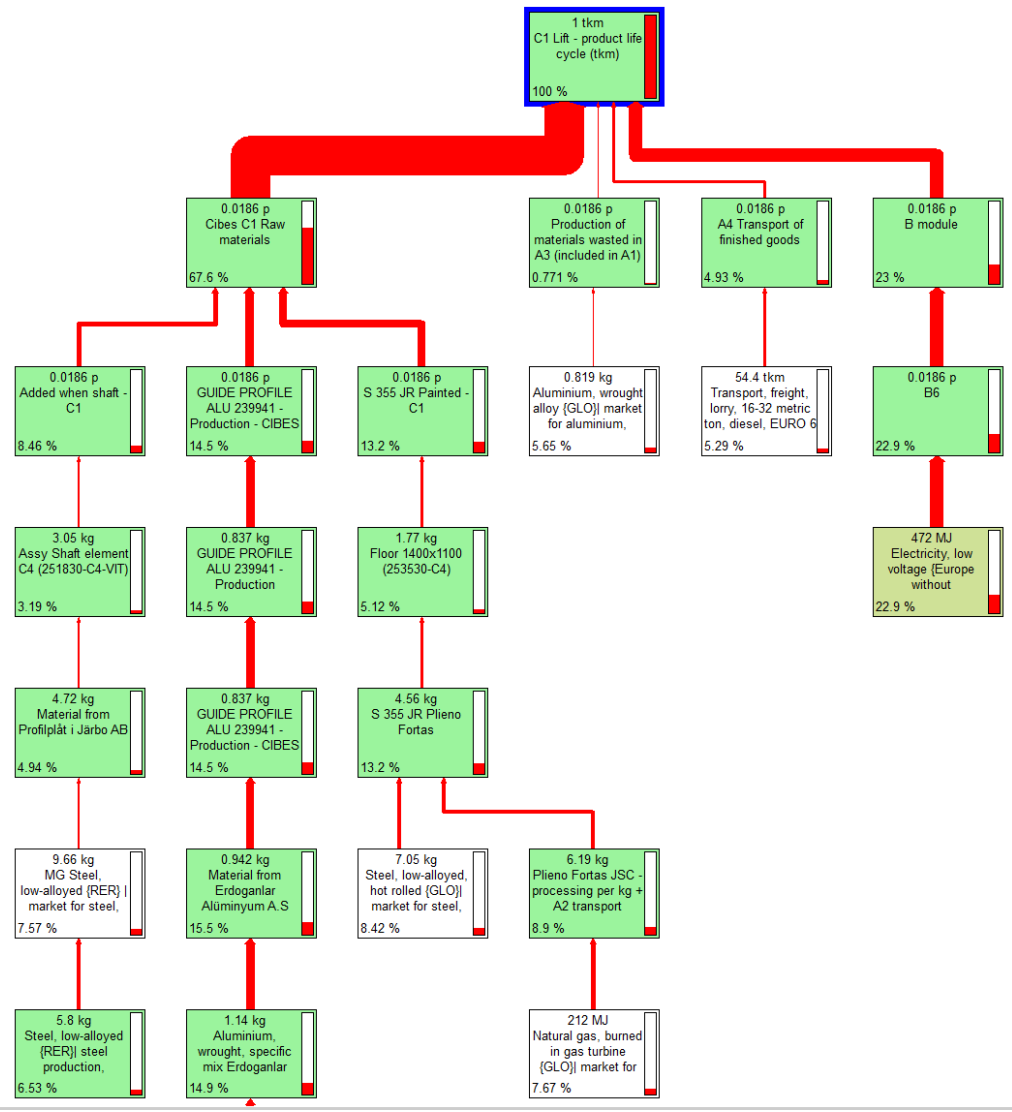 1 tkm
C1 Lift - product life
cycle (tkm)
100 %
0.0186 p
Cibes C1 Raw
materials
67.6 %
0.0186 p
Production of
materials wasted in
A3 (included in A1)
0.771 %
0.0186 p
A4 Transport of
finished goods
4.93 %
0.0186 p
B module
23 %
0.0186 p
Added when shaft -
C1
8.46 %
0.0186 p
GUIDE PROFILE
ALU 239941 -
Production - CIBES
14.5 %
0.0186 p
S 355 JR Painted -
C1
13.2 %
0.819 kg
Aluminium, wrought
alloy {GLO}| market
for aluminium,
5.65 %
54.4 tkm
Transport, freight,
lorry, 16-32 metric
ton, diesel, EURO 6
5.29 %
0.0186 p
B6
22.9 %
3.05 kg
Assy Shaft element
C4 (251830-C4-VIT)
3.19 %
0.837 kg
GUIDE PROFILE
ALU 239941 -
Production
14.5 %
1.77 kg
Floor 1400x1100
(253530-C4)
5.12 %
472 MJ
Electricity, low
voltage {Europe
without
22.9 %
4.72 kg
Material from
Profilplåt i Järbo AB
4.94 %
0.837 kg
GUIDE PROFILE
ALU 239941 -
Production - CIBES
14.5 %
4.56 kg
S 355 JR Plieno
Fortas
13.2 %
9.66 kg
MG Steel,
low-alloyed {RER} |
market for steel,
7.57 %
0.942 kg
Material from
Erdoganlar
Alüminyum A.S
15.5 %
7.05 kg
Steel, low-alloyed,
hot rolled {GLO}|
market for steel,
8.42 %
6.19 kg
Plieno Fortas JSC -
processing per kg +
A2 transport
8.9 %
5.8 kg
Steel, low-alloyed
{RER}| steel
production,
6.53 %
1.14 kg
Aluminium,
wrought, specific
mix Erdoganlar
14.9 %
212 MJ
Natural gas, burned
in gas turbine
{GLO}| market for
7.67 %